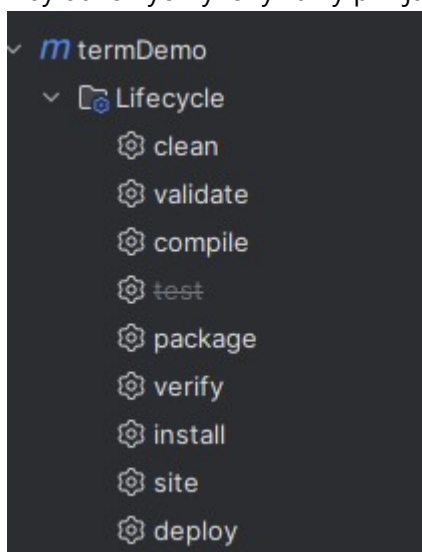 m termDemo
Lifecycle
clean
validate
compile
test
package
verify
install
site
deploy